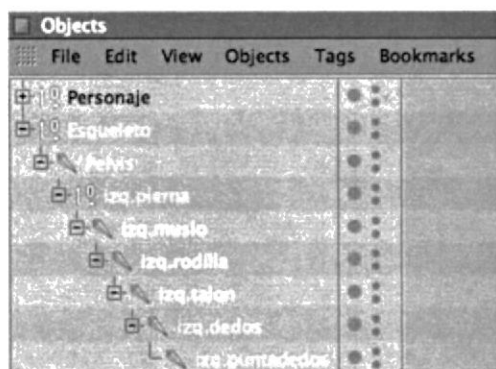 Objects
File Edit View Objects Tags Bookmarks
Personaje
Esqueleto
Pelvis
izq.pierna
izq.muslo
izq.rodilla
izq.talon
izq.dedos
izq.puntadedos